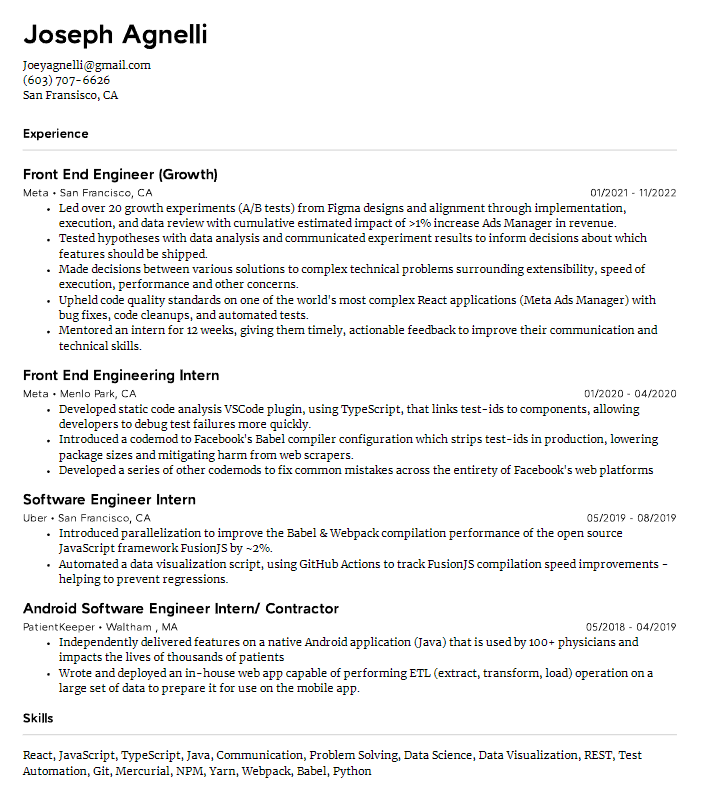 Joseph Agnelli
Joeyagnelli@gmail.com
(603) 707-6626
San Fransisco, CA
Experience
Front End Engineer (Growth)
Meta • San Francisco, CA 01/2021 - 11/2022
• Led over 20 growth experiments (A/B tests) from Figma designs and alignment through implementation,
execution, and data review with cumulative estimated impact of >1% increase Ads Manager in revenue.
• Tested hypotheses with data analysis and communicated experiment results to inform decisions about which
features should be shipped.
• Made decisions between various solutions to complex technical problems surrounding extensibility, speed of
execution, performance and other concerns.
• Upheld code quality standards on one of the world's most complex React applications (Meta Ads Manager) with
bug fixes, code cleanups, and automated tests.
• Mentored an intern for 12 weeks, giving them timely, actionable feedback to improve their communication and
technical skills.
Front End Engineering Intern
Meta • Menlo Park, CA 01/2020 - 04/2020
• Developed static code analysis VSCode plugin, using TypeScript, that links test-ids to components, allowing
developers to debug test failures more quickly.
• Introduced a codemod to Facebook's Babel compiler configuration which strips test-ids in production, lowering
package sizes and mitigating harm from web scrapers.
• Developed a series of other codemods to fix common mistakes across the entirety of Facebook's web platforms
Software Engineer Intern
Uber • San Francisco, CA 05/2019 - 08/2019
• Introduced parallelization to improve the Babel & Webpack compilation performance of the open source
JavaScript framework FusionJS by ~2%.
• Automated a data visualization script, using GitHub Actions to track FusionJS compilation speed improvements -
helping to prevent regressions.
Android Software Engineer Intern/ Contractor
PatientKeeper • Waltham , MA 05/2018 - 04/2019
• Independently delivered features on a native Android application (Java) that is used by 100+ physicians and
impacts the lives of thousands of patients
• Wrote and deployed an in-house web app capable of performing ETL (extract, transform, load) operation on a
large set of data to prepare it for use on the mobile app.
Skills
React, JavaScript, TypeScript, Java, Communication, Problem Solving, Data Science, Data Visualization, REST, Test
Automation, Git, Mercurial, NPM, Yarn, Webpack, Babel, Python